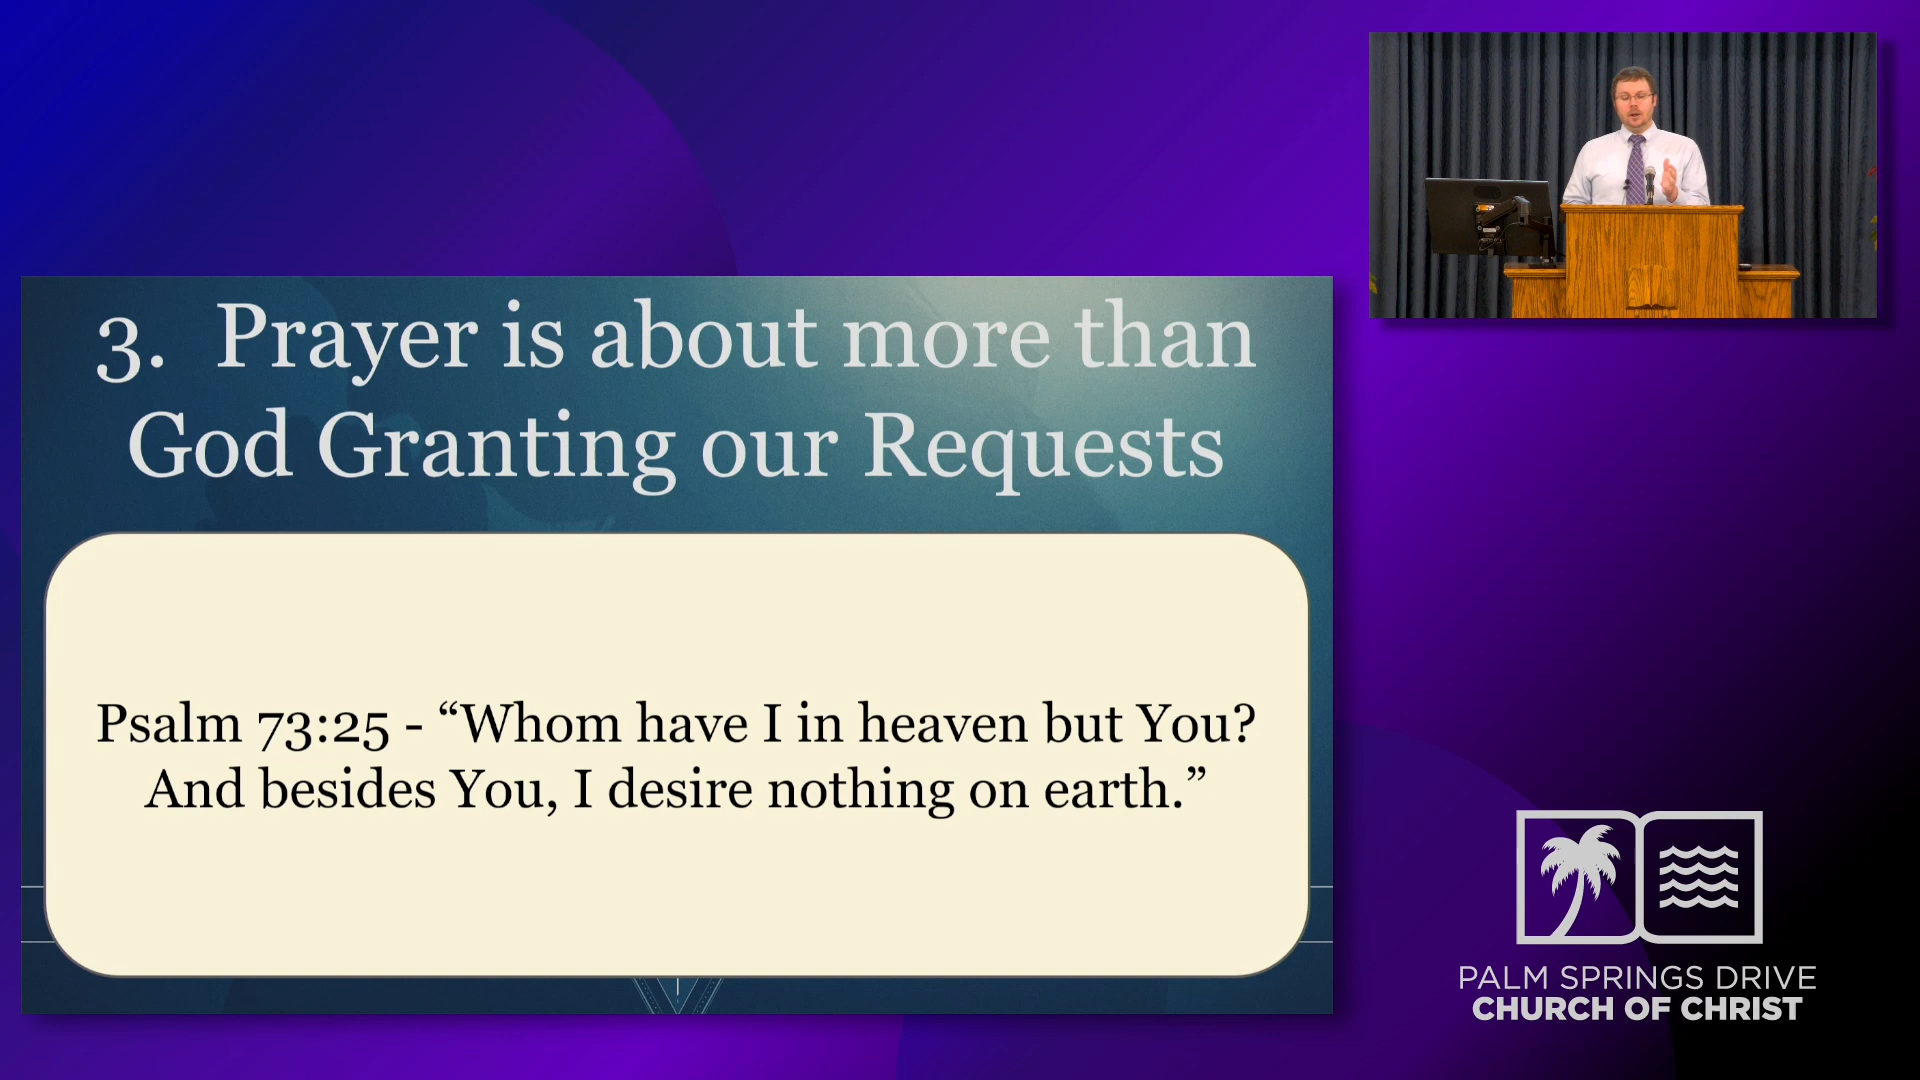 3. Prayer is about more than
God Granting our Requests
Psalm 73:25 - “Whom have I in heaven but You?
And besides You, I desire nothing on earth.”
PALM SPRINGS DRIVE
CHURCH OF CHRIST